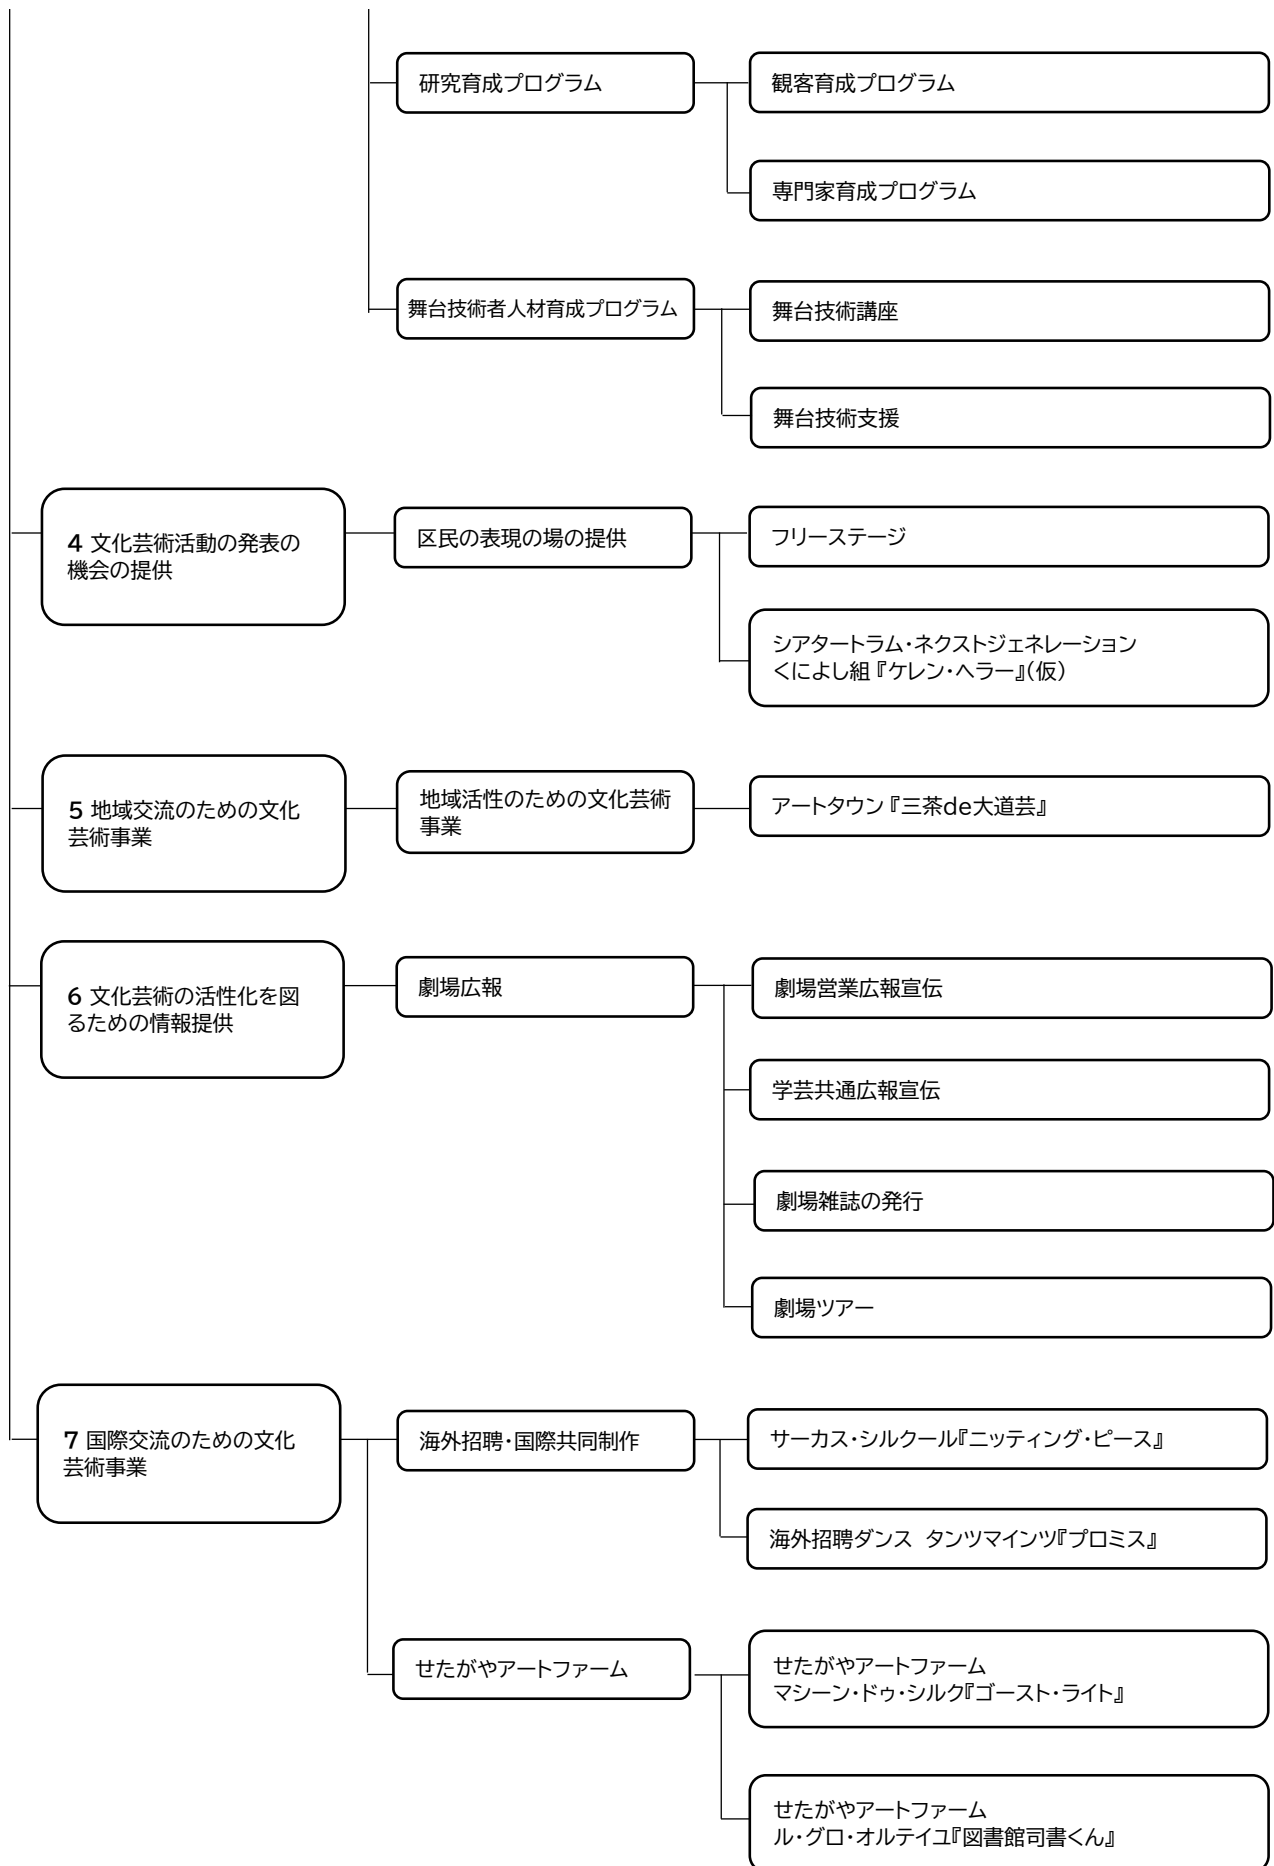 研究育成プログラム
観客育成プログラム
専門家育成プログラム
舞台技術者人材育成プログラム
舞台技術講座
舞台技術支援
4 文化芸術活動の発表の
機会の提供
区民の表現の場の提供
フリーステージ
シアタートラム・ネクストジェネレーション
くによし組『ケレン・ヘラー』(仮)
5 地域交流のための文化
芸術事業
地域活性のための文化芸術
事業
アートタウン『三茶de大道芸』
6 文化芸術の活性化を図
るための情報提供
劇場広報
劇場営業広報宣伝
学芸共通広報宣伝
劇場雑誌の発行
劇場ツアー
7 国際交流のための文化
芸術事業
海外招聘・国際共同制作
サーカス・シルクール『ニッティング・ピース』
海外招聘ダンス タンツマインツ『プロミス』
せたがやアートファーム
せたがやアートファーム
マシーン・ドゥ・シルク『ゴースト・ライト』
せたがやアートファーム
ル・グロ・オルテイユ『図書館司書くん』